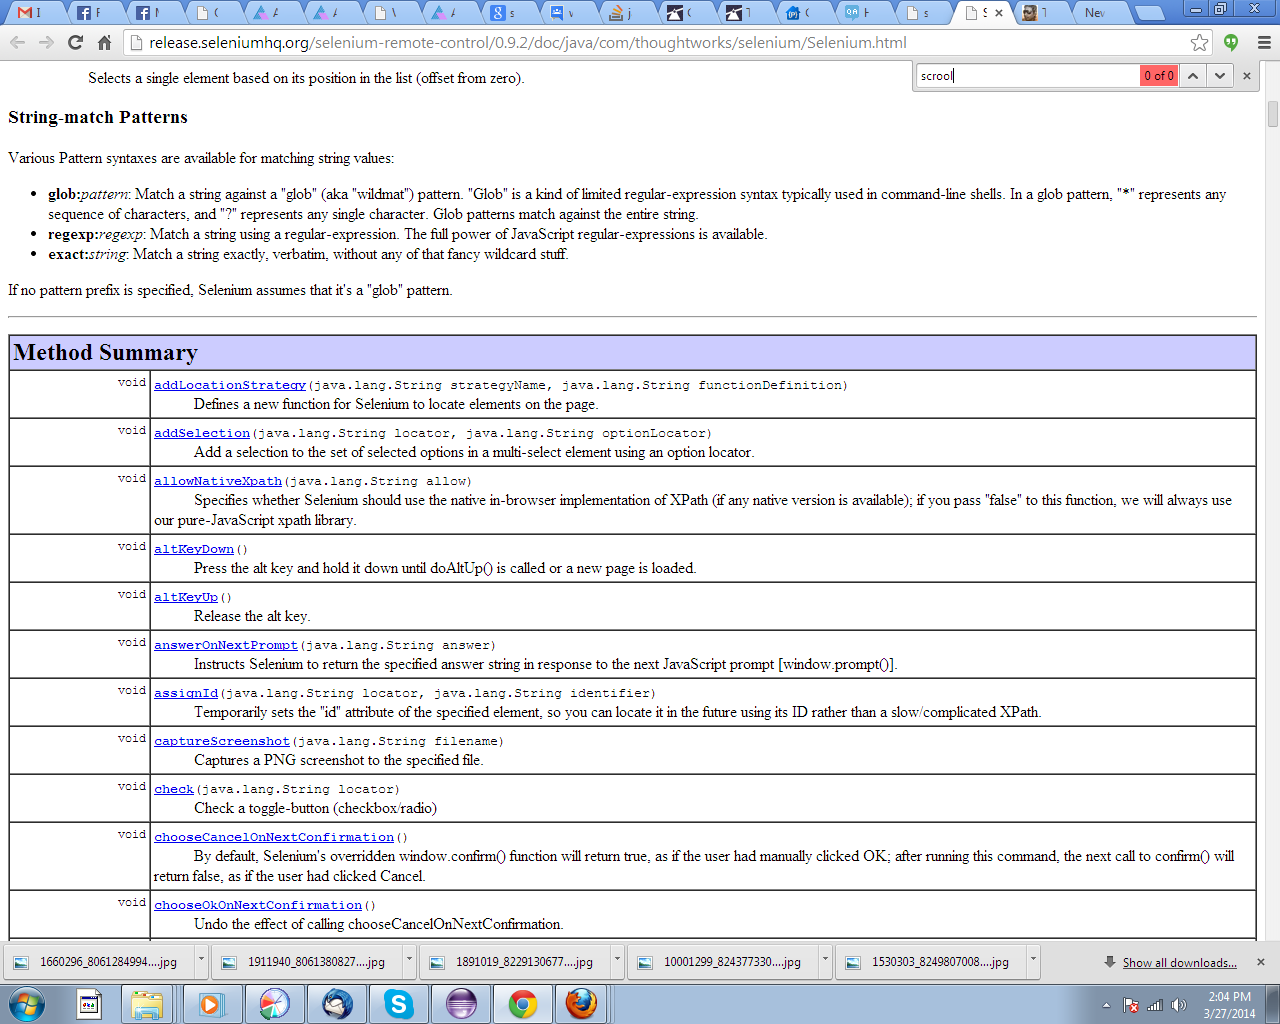 I
F
M
C
A
A
V
A
s
v
j
C
T
C
H
s
S
T
New
release.seleniumhq.org/selenium-remote-control/0.9.2/doc/java/com/thoughtworks/selenium/Selenium.html
scrool
0 of 0
Selects a single element based on its position in the list (offset from zero).
String-match Patterns
Various Pattern syntaxes are available for matching string values:
• glob:pattern: Match a string against a "glob" (aka "wildmat") pattern. "Glob" is a kind of limited regular-expression syntax typically used in command-line shells. In a glob pattern, "*" represents any
sequence of characters, and "?" represents any single character. Glob patterns match against the entire string.
• regexp:regexp: Match a string using a regular-expression. The full power of JavaScript regular-expressions is available.
• exact:string: Match a string exactly, verbatim, without any of that fancy wildcard stuff.
If no pattern prefix is specified, Selenium assumes that it's a "glob" pattern.
Method Summary
void addLocationStrategy(java.lang.String strategyName, java.lang.String functionDefinition)
Defines a new function for Selenium to locate elements on the page.
void addSelection(java.lang.String locator, java.lang.String optionLocator)
Add a selection to the set of selected options in a multi-select element using an option locator.
void allowNativeXpath(java.lang.String allow)
Specifies whether Selenium should use the native in-browser implementation of XPath (if any native version is available); if you pass "false" to this function, we will always use
our pure-JavaScript xpath library.
void altKeyDown()
Press the alt key and hold it down until doAltUp() is called or a new page is loaded.
void altKeyUp()
Release the alt key.
void answerOnNextPrompt(java.lang.String answer)
Instructs Selenium to return the specified answer string in response to the next JavaScript prompt [window.prompt()].
void assignId(java.lang.String locator, java.lang.String identifier)
Temporarily sets the "id" attribute of the specified element, so you can locate it in the future using its ID rather than a slow/complicated XPath.
void captureScreenshot(java.lang.String filename)
Captures a PNG screenshot to the specified file.
void check(java.lang.String locator)
Check a toggle-button (checkbox/radio)
void chooseCancelOnNextConfirmation()
By default, Selenium's overridden window.confirm() function will return true, as if the user had manually clicked OK; after running this command, the next call to confirm() will
return false, as if the user had clicked Cancel.
void chooseOkOnNextConfirmation()
Undo the effect of calling chooseCancelOnNextConfirmation.
1660296_8061284994....jpg
1911940_8061380827....jpg
1891019_8229130677....jpg
10001299_824377330....jpg
1530303_8249807008....jpg
Show all downloads...
2:04 PM
3/27/2014